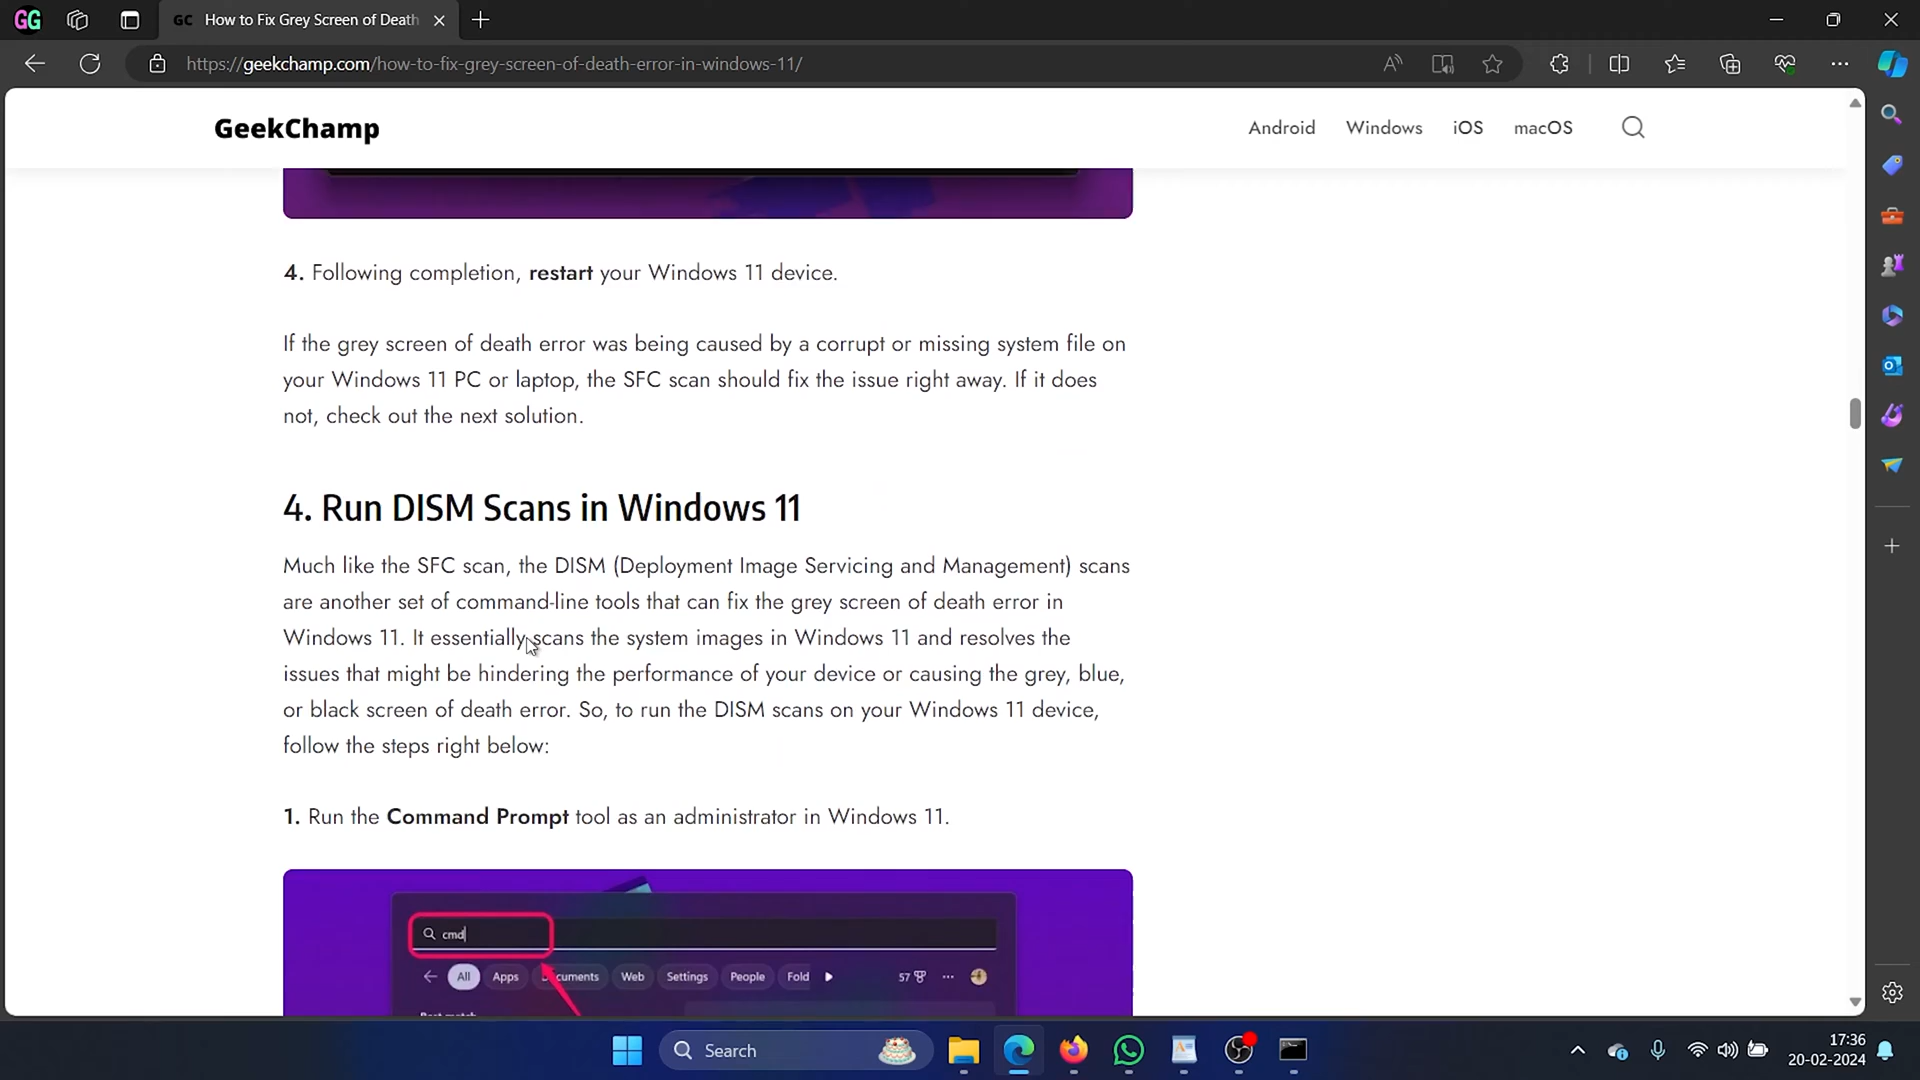 GG
GC How to Fix Grey Screen of Death
https://geekchamp.com/how-to-fix-grey-screen-of-death-error-in-windows-11/
GeekChamp
Android Windows iOS macOS
4. Following completion, restart your Windows 11 device.
If the grey screen of death error was being caused by a corrupt or missing system file on
your Windows 11 PC or laptop, the SFC scan should fix the issue right away. If it does
not, check out the next solution.
4. Run DISM Scans in Windows 11
Much like the SFC scan, the DISM (Deployment Image Servicing and Management) scans
are another set of command-line tools that can fix the grey screen of death error in
Windows 11. It essentially scans the system images in Windows 11 and resolves the
issues that might be hindering the performance of your device or causing the grey, blue,
or black screen of death error. So, to run the DISM scans on your Windows 11 device,
follow the steps right below:
1. Run the Command Prompt tool as an administrator in Windows 11.
cmd
All Apps Web Settings People Fold 57
Search
17:36
20-02-2024